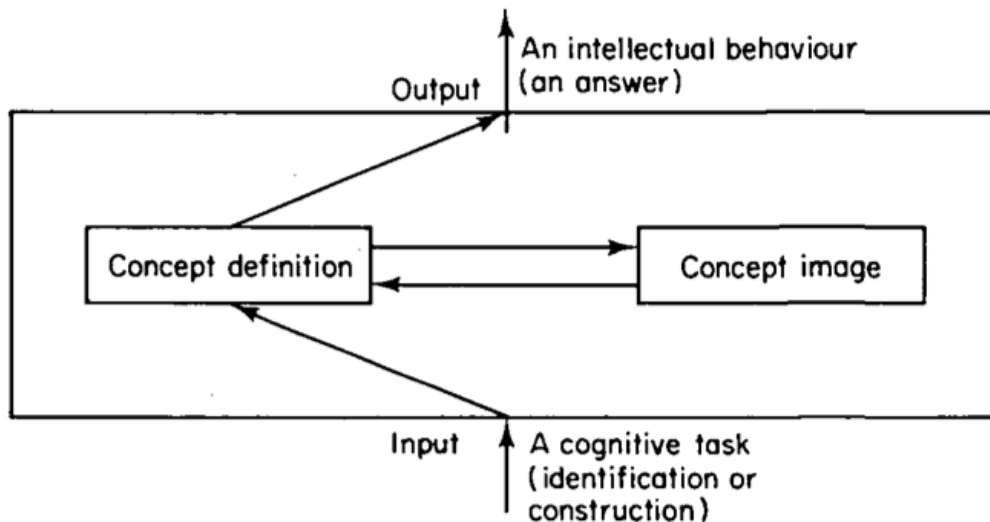 An intellectual behaviour
(an answer)
Output
Concept definition
Concept image
Input
A cognitive task
(identification or
construction)